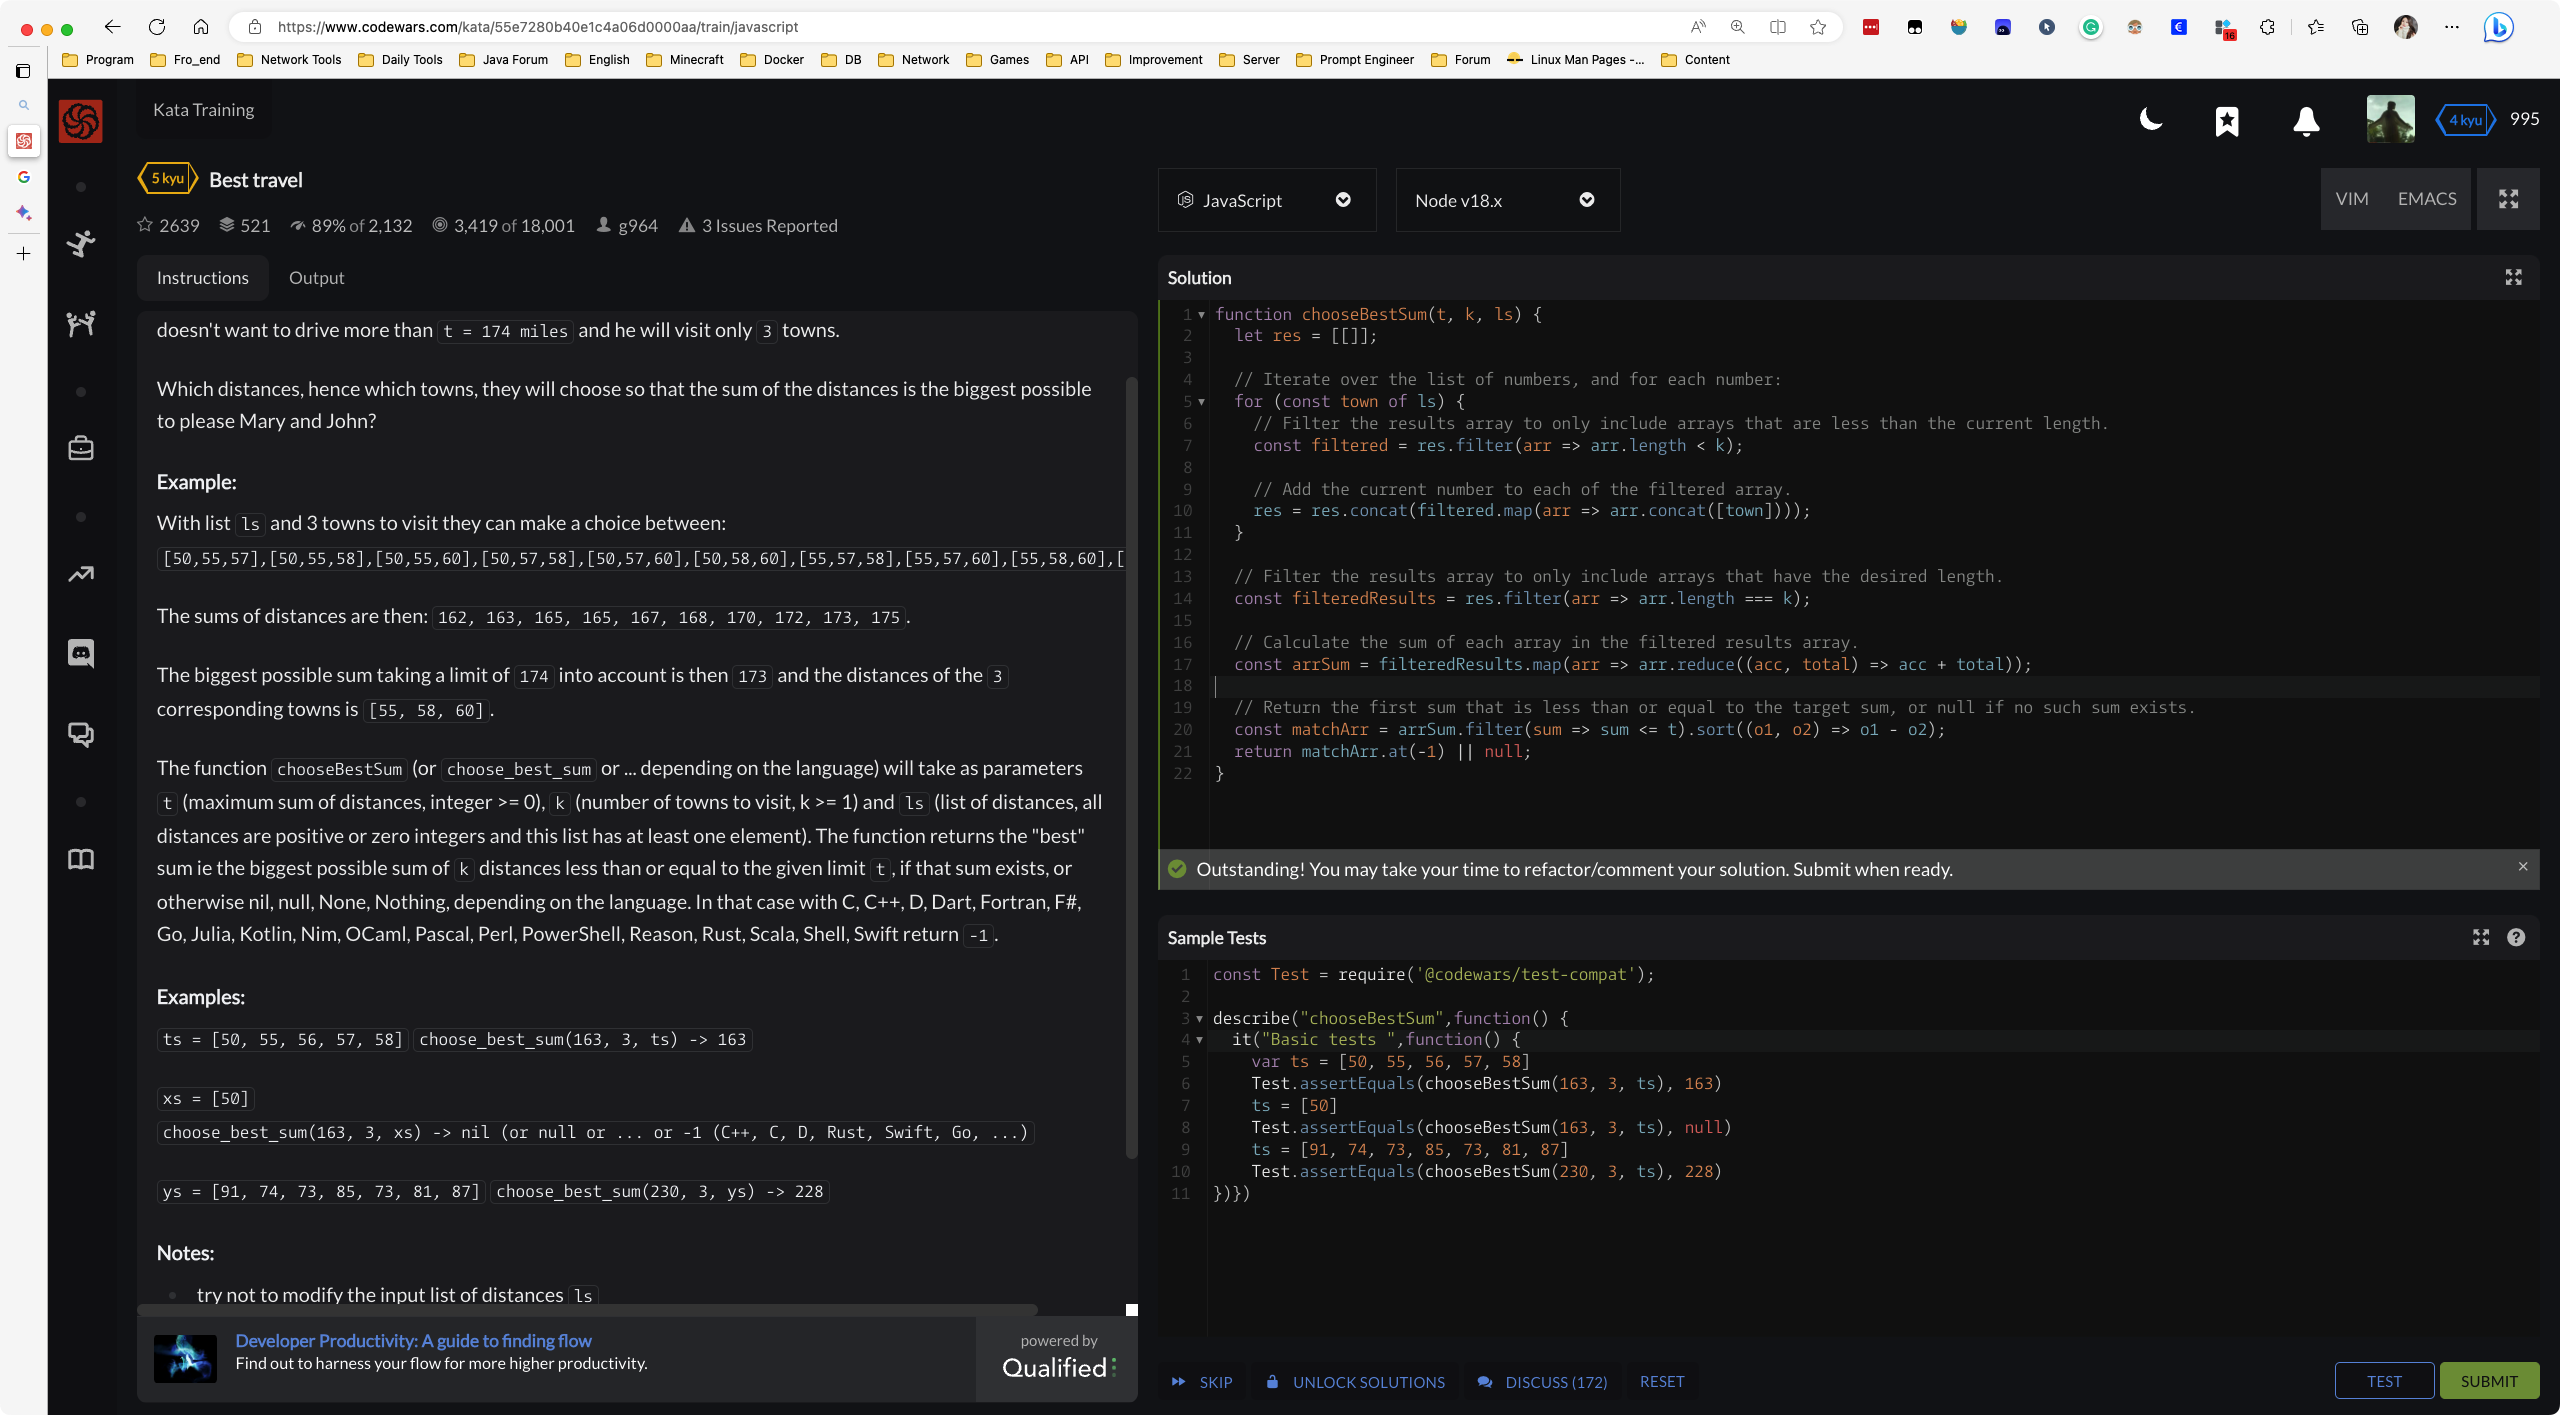 https://www.codewars.com/kata/55e7280b40e1c4a06d0000aa/train/javascript
Program Fro_end Network Tools Daily Tools Java Forum English Minecraft Docker DB Network Games API Improvement Server Prompt Engineer Forum Linux Man Pages -... Content
16
Kata Training
4 kyu 995
5 kyu Best travel
2639 521 89% of 2,132 3,419 of 18,001 g964 3 Issues Reported
JavaScript Node v18.x VIM EMACS
Instructions Output
doesn't want to drive more than t = 174 miles and he will visit only 3 towns.
Which distances, hence which towns, they will choose so that the sum of the distances is the biggest possible
to please Mary and John?
Example:
With list ls and 3 towns to visit they can make a choice between:
[50,55,57],[50,55,58],[50,55,60],[50,57,58],[50,57,60],[50,58,60],[55,57,58],[55,57,60],[55,58,60],[
The sums of distances are then: 162, 163, 165, 165, 167, 168, 170, 172, 173, 175.
The biggest possible sum taking a limit of 174 into account is then 173 and the distances of the 3
corresponding towns is [55, 58, 60].
The function chooseBestSum (or choose_best_sum or ... depending on the language) will take as parameters
t (maximum sum of distances, integer >= 0), k (number of towns to visit, k >= 1) and ls (list of distances, all
distances are positive or zero integers and this list has at least one element). The function returns the "best"
sum ie the biggest possible sum of k distances less than or equal to the given limit t, if that sum exists, or
otherwise nil, null, None, Nothing, depending on the language. In that case with C, C++, D, Dart, Fortran, F#,
Go, Julia, Kotlin, Nim, OCaml, Pascal, Perl, PowerShell, Reason, Rust, Scala, Shell, Swift return -1.
Examples:
ts = [50, 55, 56, 57, 58] choose_best_sum(163, 3, ts) -> 163
xs = [50]
choose_best_sum(163, 3, xs) -> nil (or null or ... or -1 (C++, C, D, Rust, Swift, Go, ...)
ys = [91, 74, 73, 85, 73, 81, 87] choose_best_sum(230, 3, ys) -> 228
Notes:
try not to modify the input list of distances ls
Developer Productivity: A guide to finding flow
Find out to harness your flow for more higher productivity.
powered by
Qualified
Solution
1 function chooseBestSum(t, k, ls) {
2 let res = [[]];
3
4 // Iterate over the list of numbers, and for each number:
5 for (const town of ls) {
6 // Filter the results array to only include arrays that are less than the current length.
7 const filtered = res.filter(arr => arr.length < k);
8
9 // Add the current number to each of the filtered array.
10 res = res.concat(filtered.map(arr => arr.concat([town])));
11 }
12
13 // Filter the results array to only include arrays that have the desired length.
14 const filteredResults = res.filter(arr => arr.length === k);
15
16 // Calculate the sum of each array in the filtered results array.
17 const arrSum = filteredResults.map(arr => arr.reduce((acc, total) => acc + total));
18
19 // Return the first sum that is less than or equal to the target sum, or null if no such sum exists.
20 const matchArr = arrSum.filter(sum => sum <= t).sort((o1, o2) => o1 - o2);
21 return matchArr.at(-1) || null;
22 }
Outstanding! You may take your time to refactor/comment your solution. Submit when ready.
Sample Tests
1 const Test = require('@codewars/test-compat');
2
3 describe("chooseBestSum",function() {
4 it("Basic tests ",function() {
5 var ts = [50, 55, 56, 57, 58]
6 Test.assertEquals(chooseBestSum(163, 3, ts), 163)
7 ts = [50]
8 Test.assertEquals(chooseBestSum(163, 3, ts), null)
9 ts = [91, 74, 73, 85, 73, 81, 87]
10 Test.assertEquals(chooseBestSum(230, 3, ts), 228)
11 })})
SKIP UNLOCK SOLUTIONS DISCUSS (172) RESET TEST SUBMIT